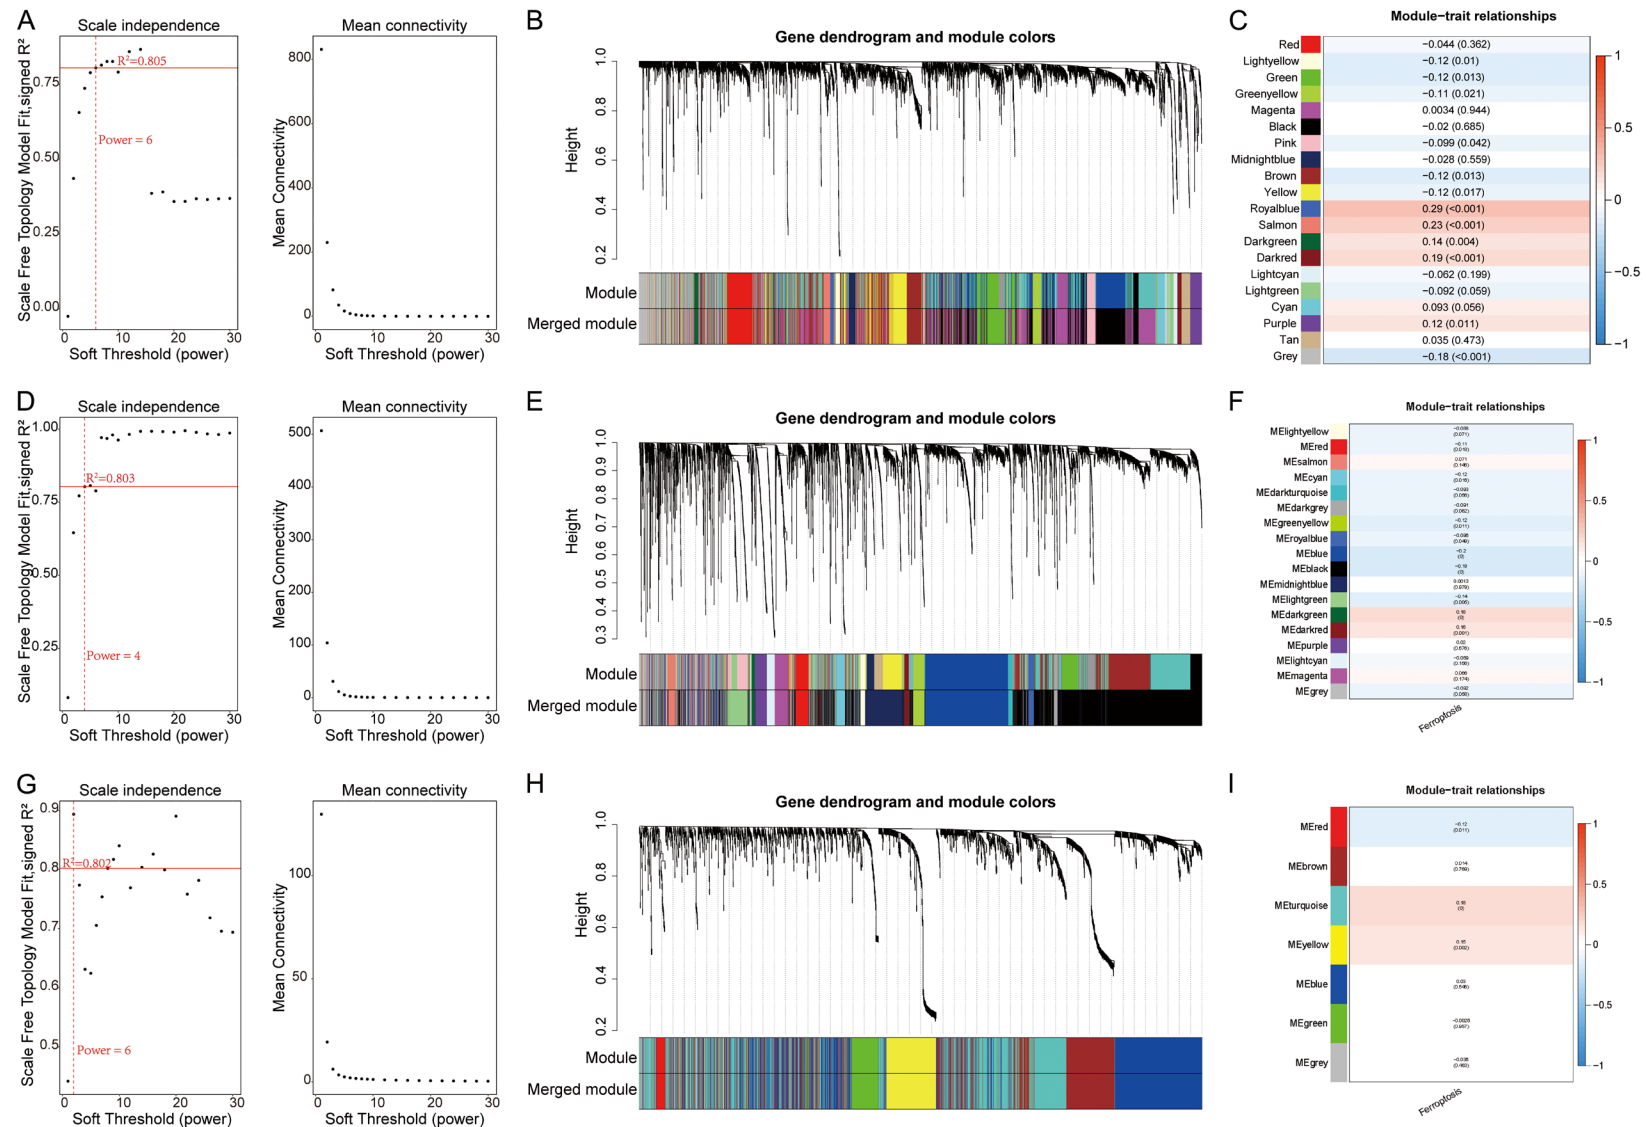 A
Scale independence
Scale Free Topology Model Fit,signed R²
0.75
0.50
0.25
0.00
R²=0.805
Power = 6
0 10 20 30
Soft Threshold (power)
Mean connectivity
Mean Connectivity
800
600
400
200
0
0 10 20 30
Soft Threshold (power)
B
Gene dendrogram and module colors
Height
1.0
0.8
0.6
0.4
0.2
Module
Merged module
C
Module−trait relationships
Red −0.044 (0.362)
Lightyellow −0.12 (0.01)
Green −0.12 (0.013)
Greenyellow −0.11 (0.021)
Magenta 0.0034 (0.944)
Black −0.02 (0.685)
Pink −0.099 (0.042)
Midnightblue −0.028 (0.559)
Brown −0.12 (0.013)
Yellow −0.12 (0.017)
Royalblue 0.29 (<0.001)
Salmon 0.23 (<0.001)
Darkgreen 0.14 (0.004)
Darkred 0.19 (<0.001)
Lightcyan −0.062 (0.199)
Lightgreen −0.092 (0.059)
Cyan 0.093 (0.056)
Purple 0.12 (0.011)
Tan 0.035 (0.473)
Grey −0.18 (<0.001)
1
0.5
0
−0.5
−1
D
Scale independence
Scale Free Topology Model Fit,signed R²
1.00
0.75
0.50
0.25
R²=0.803
Power = 4
0 10 20 30
Soft Threshold (power)
Mean connectivity
Mean Connectivity
500
400
300
200
100
0
0 10 20 30
Soft Threshold (power)
E
Gene dendrogram and module colors
Height
1.0
0.9
0.8
0.7
0.6
0.5
0.4
0.3
Module
Merged module
F
Module−trait relationships
MElightyellow
MEred
MEsalmon
MEcyan
MEdarkturquoise
MEdarkgrey
MEgreenyellow
MEroyalblue
MEblue
MEblack
MEmidnightblue
MElightgreen
MEdarkgreen
MEdarkred
MEpurple
MElightcyan
MEmagenta
MEgrey
Ferroptosis
1
0.5
0
−0.5
−1
G
Scale independence
Scale Free Topology Model Fit,signed R²
0.9
0.8
0.7
0.6
0.5
R²=0.802
Power = 6
0 10 20 30
Soft Threshold (power)
Mean connectivity
Mean Connectivity
100
50
0
0 10 20 30
Soft Threshold (power)
H
Gene dendrogram and module colors
Height
1.0
0.8
0.6
0.4
0.2
Module
Merged module
I
Module−trait relationships
MEred −0.12
(0.011)
MEbrown 0.014
(0.769)
MEturquoise
MEyellow
(0.002)
MEblue 0.03
MEgreen
MEgrey
Ferroptosis
1
0.5
0
−0.5
−1